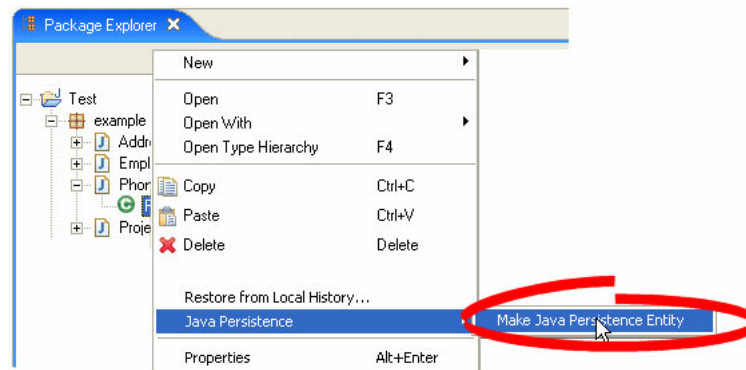 Package Explorer
New
Test
Open F3
example
Open With
Open Type Hierarchy F4
Copy Ctrl+C
Paste Ctrl+V
Delete Delete
Restore from Local History...
Java Persistence
Make Java Persistence Entity
Properties Alt+Enter